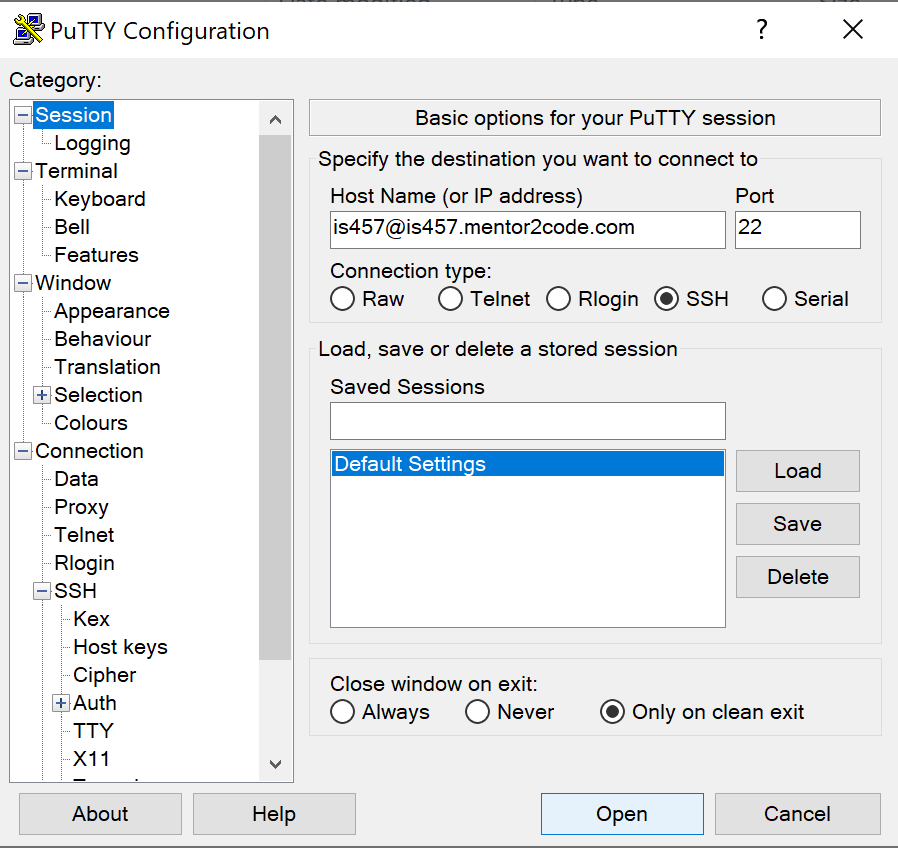 PuTTY Configuration
?
Category:
Session
Logging
Terminal
Keyboard
Bell
Features
Window
Appearance
Behaviour
Translation
Selection
Colours
Connection
Data
Proxy
Telnet
Rlogin
SSH
Kex
Host keys
Cipher
Auth
TTY
X11
Basic options for your PuTTY session
Specify the destination you want to connect to
Host Name (or IP address) Port
is457@is457.mentor2code.com 22
Connection type:
Raw Telnet Rlogin SSH Serial
Load, save or delete a stored session
Saved Sessions
Default Settings
Load
Save
Delete
Close window on exit:
Always Never Only on clean exit
About Help Open Cancel